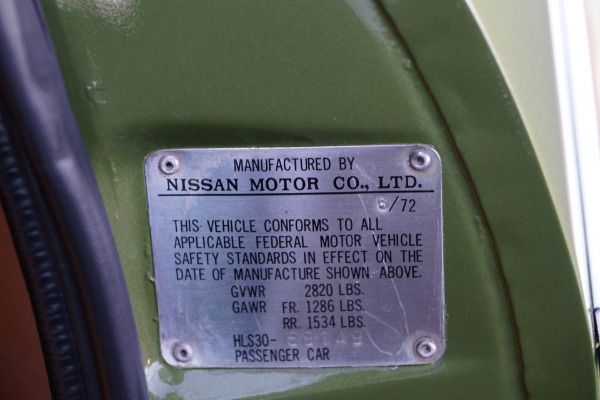 MANUFACTURED BY
NISSAN MOTOR CO., LTD.
6/72
THIS VEHICLE CONFORMS TO ALL
APPLICABLE FEDERAL MOTOR VEHICLE
SAFETY STANDARDS IN EFFECT ON THE
DATE OF MANUFACTURE SHOWN ABOVE.
GVWR 2820 LBS.
GAWR FR. 1286 LBS.
RR. 1534 LBS.
HLS30-
PASSENGER CAR